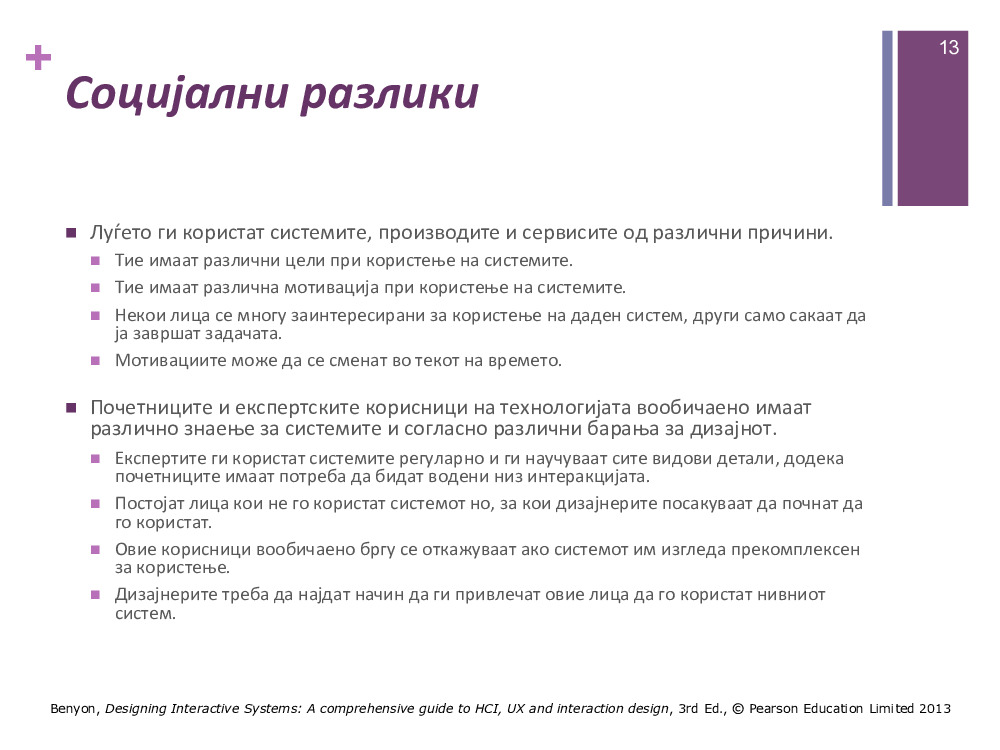 +
13
Социјални разлики
Луѓето ги користат системите, производите и сервисите од различни причини.
Тие имаат различни цели при користење на системите.
Тие имаат различна мотивација при користење на системите.
Некои лица се многу заинтересирани за користење на даден систем, други само сакаат да
ја завршат задачата.
Мотивациите може да се сменат во текот на времето.
Почетниците и експертските корисници на технологијата вообичаено имаат
различно знаење за системите и согласно различни барања за дизајнот.
Експертите ги користат системите регуларно и ги научуваат сите видови детали, додека
почетниците имаат потреба да бидат водени низ интеракцијата.
Постојат лица кои не го користат системот но, за кои дизајнерите посакуваат да почнат да
го користат.
Овие корисници вообичаено бргу се откажуваат ако системот им изгледа прекомплексен
за користење.
Дизајнерите треба да најдат начин да ги привлечат овие лица да го користат нивниот
систем.
Benyon, Designing Interactive Systems: A comprehensive guide to HCI, UX and interaction design, 3rd Ed., © Pearson Education Limited 2013